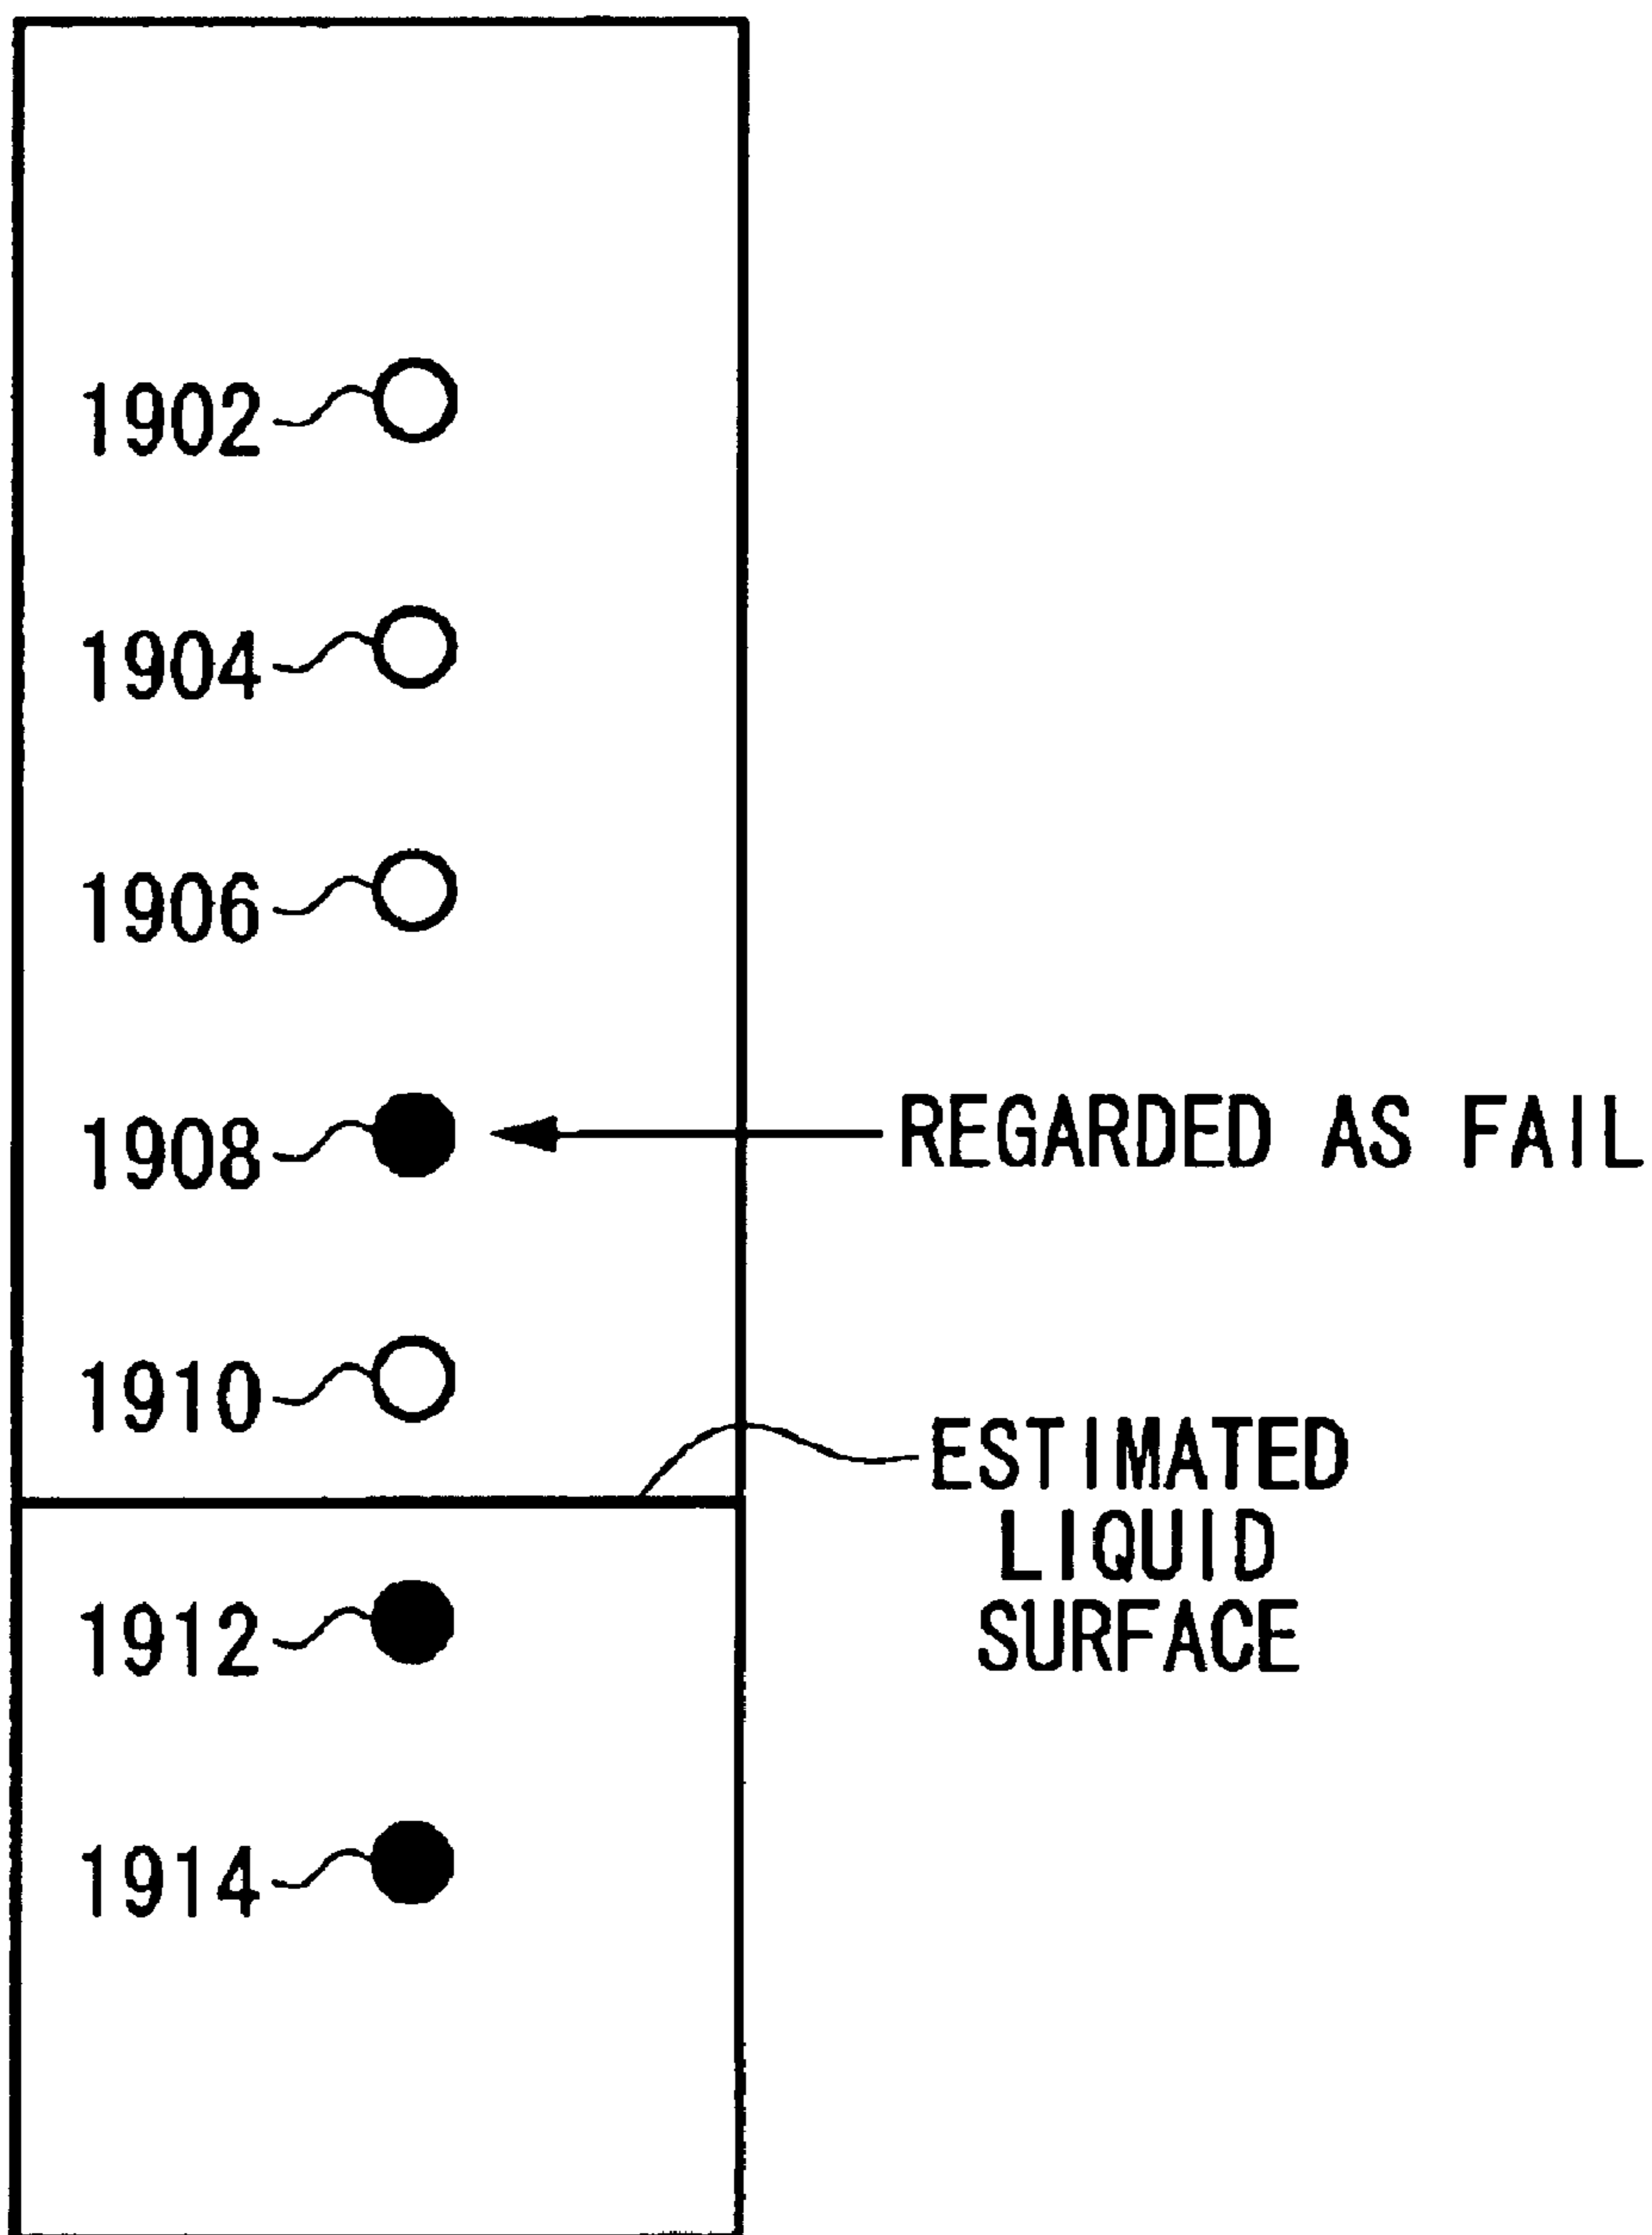 1902
1904
1906
1908
REGARDED AS FAIL
1910
ESTIMATED
LIQUID
SURFACE
1912
1914